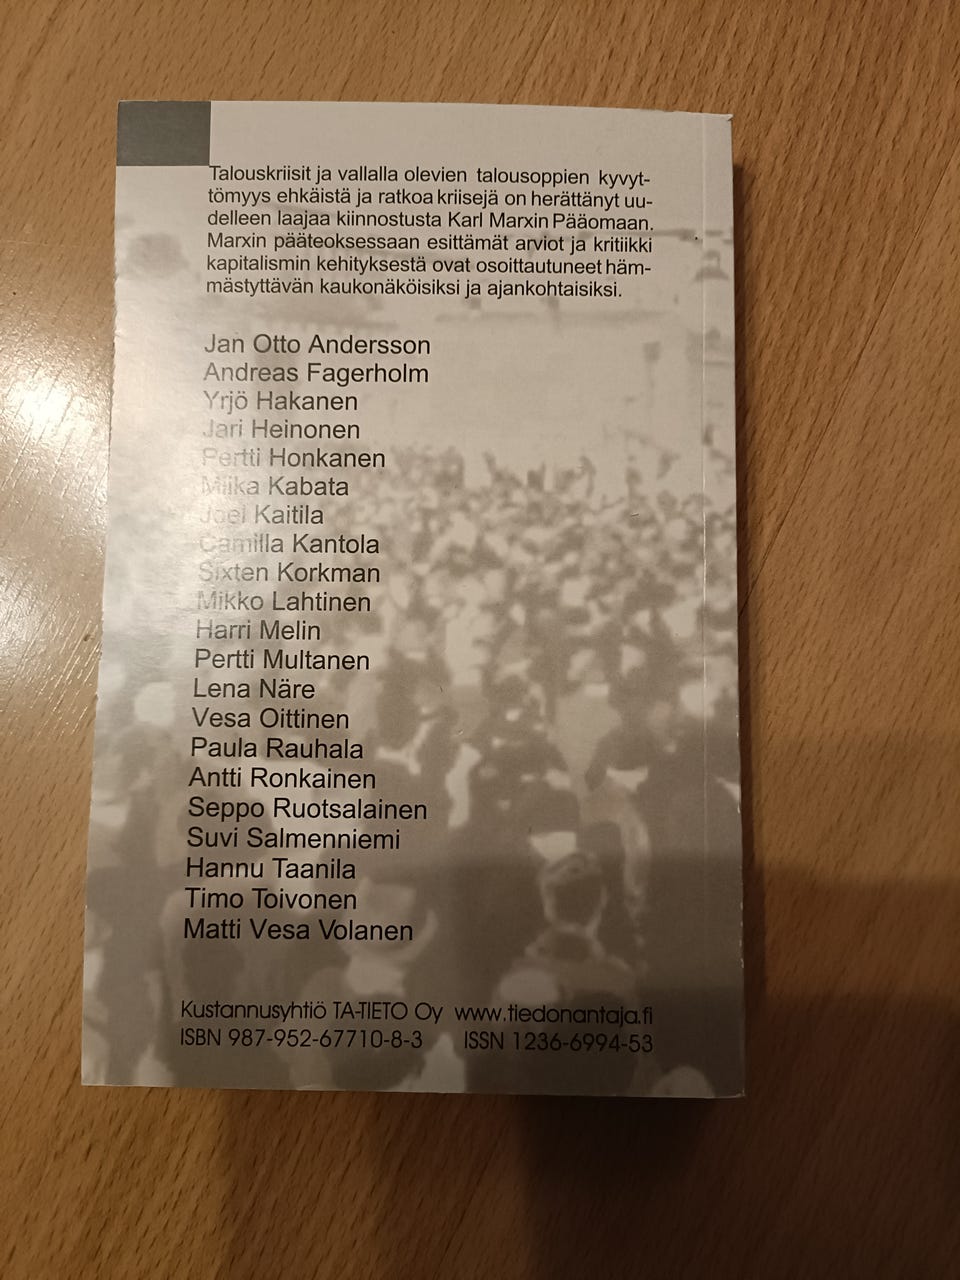 Talouskriisit ja vallalla olevien talousoppien kyvyt-
tömyys ehkäistä ja ratkoa kriisejä on herättänyt uu-
delleen laajaa kiinnostusta Karl Marxin Pääomaan.
Marxin pääteoksessaan esittämät arviot ja kritiikki
kapitalismin kehityksestä ovat osoittautuneet häm-
mästyttävän kaukonäköisiksi ja ajankohtaisiksi.
Jan Otto Andersson
Andreas Fagerholm
Yrjö Hakanen
Jari Heinonen
Pertti Honkanen
Miika Kabata
Joel Kaitila
Camilla Kantola
Sixten Korkman
Mikko Lahtinen
Harri Melin
Pertti Multanen
Lena Näre
Vesa Oittinen
Paula Rauhala
Antti Ronkainen
Seppo Ruotsalainen
Suvi Salmenniemi
Hannu Taanila
Timo Toivonen
Matti Vesa Volanen
Kustannusyhtiö TA-TIETO Oy www.tiedonantaja.fi
ISBN 987-952-67710-8-3 ISSN 1236-6994-53